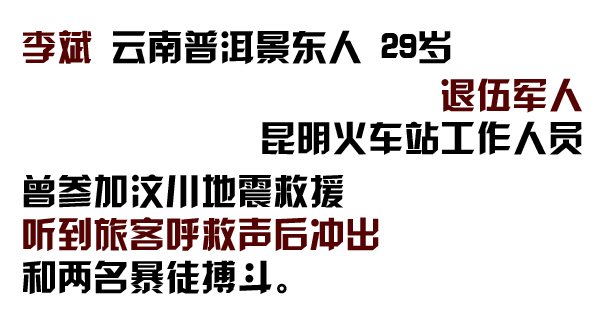 李斌 云南普洱景东人 29岁
退伍军人
昆明火车站工作人员
曾参加汶川地震救援
听到旅客呼救声后冲出
和两名暴徒搏斗。